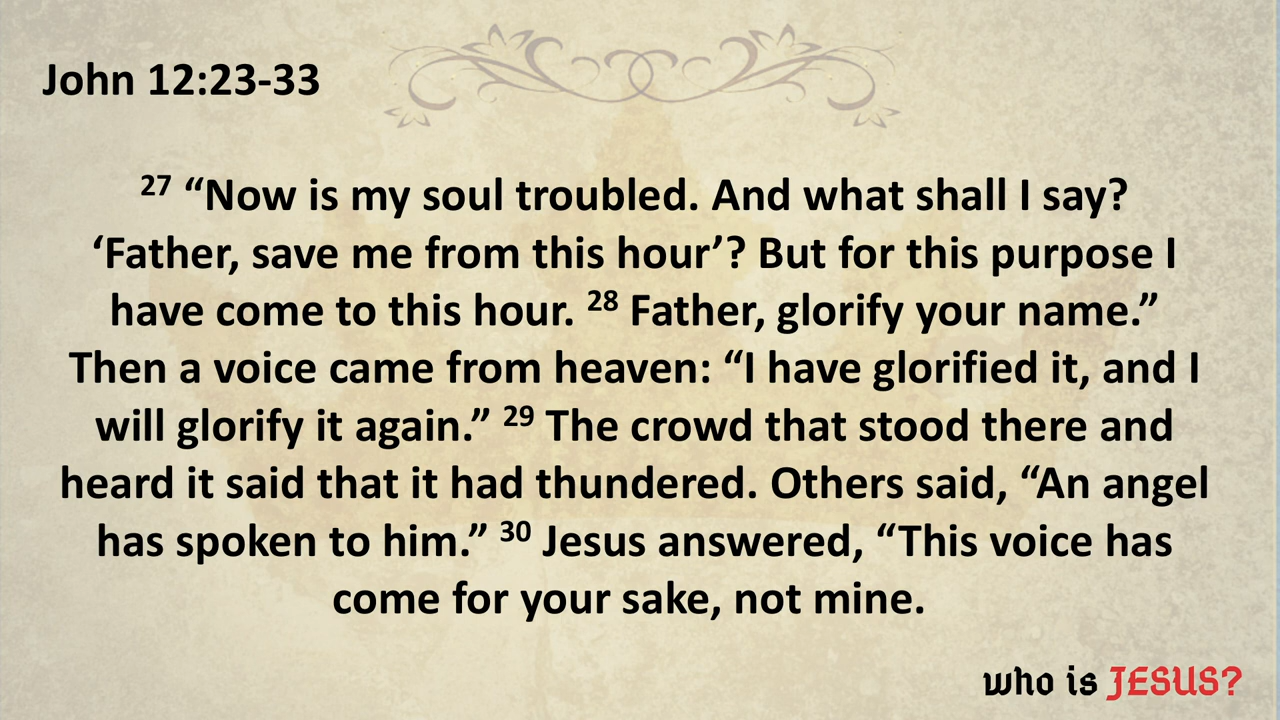 John 12:23-33
27 “Now is my soul troubled. And what shall I say?
‘Father, save me from this hour’? But for this purpose I
have come to this hour. 28 Father, glorify your name.”
Then a voice came from heaven: “I have glorified it, and I
will glorify it again.” 29 The crowd that stood there and
heard it said that it had thundered. Others said, “An angel
has spoken to him.” 30 Jesus answered, “This voice has
come for your sake, not mine.
who is JESUS?